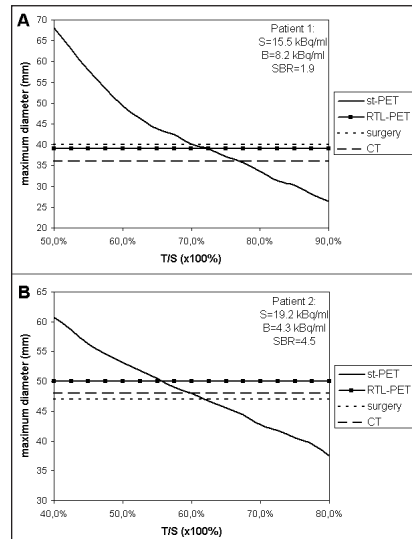 A
Patient 1:
S=15.5 kBq/ml
B=8.2 kBq/ml
SBR=1.9
maximum diameter (mm)
70
65
60
55
50
45
40
35
30
25
20
50,0% 60,0% 70,0% 80,0% 90,0%
T/S (x100%)
st-PET
RTL-PET
surgery
CT
B
Patient 2:
S=19.2 kBq/ml
B=4.3 kBq/ml
SBR=4.5
maximum diameter (mm)
65
60
55
50
45
40
35
30
40,0% 50,0% 60,0% 70,0% 80,0%
T/S (x100%)
st-PET
RTL-PET
surgery
CT